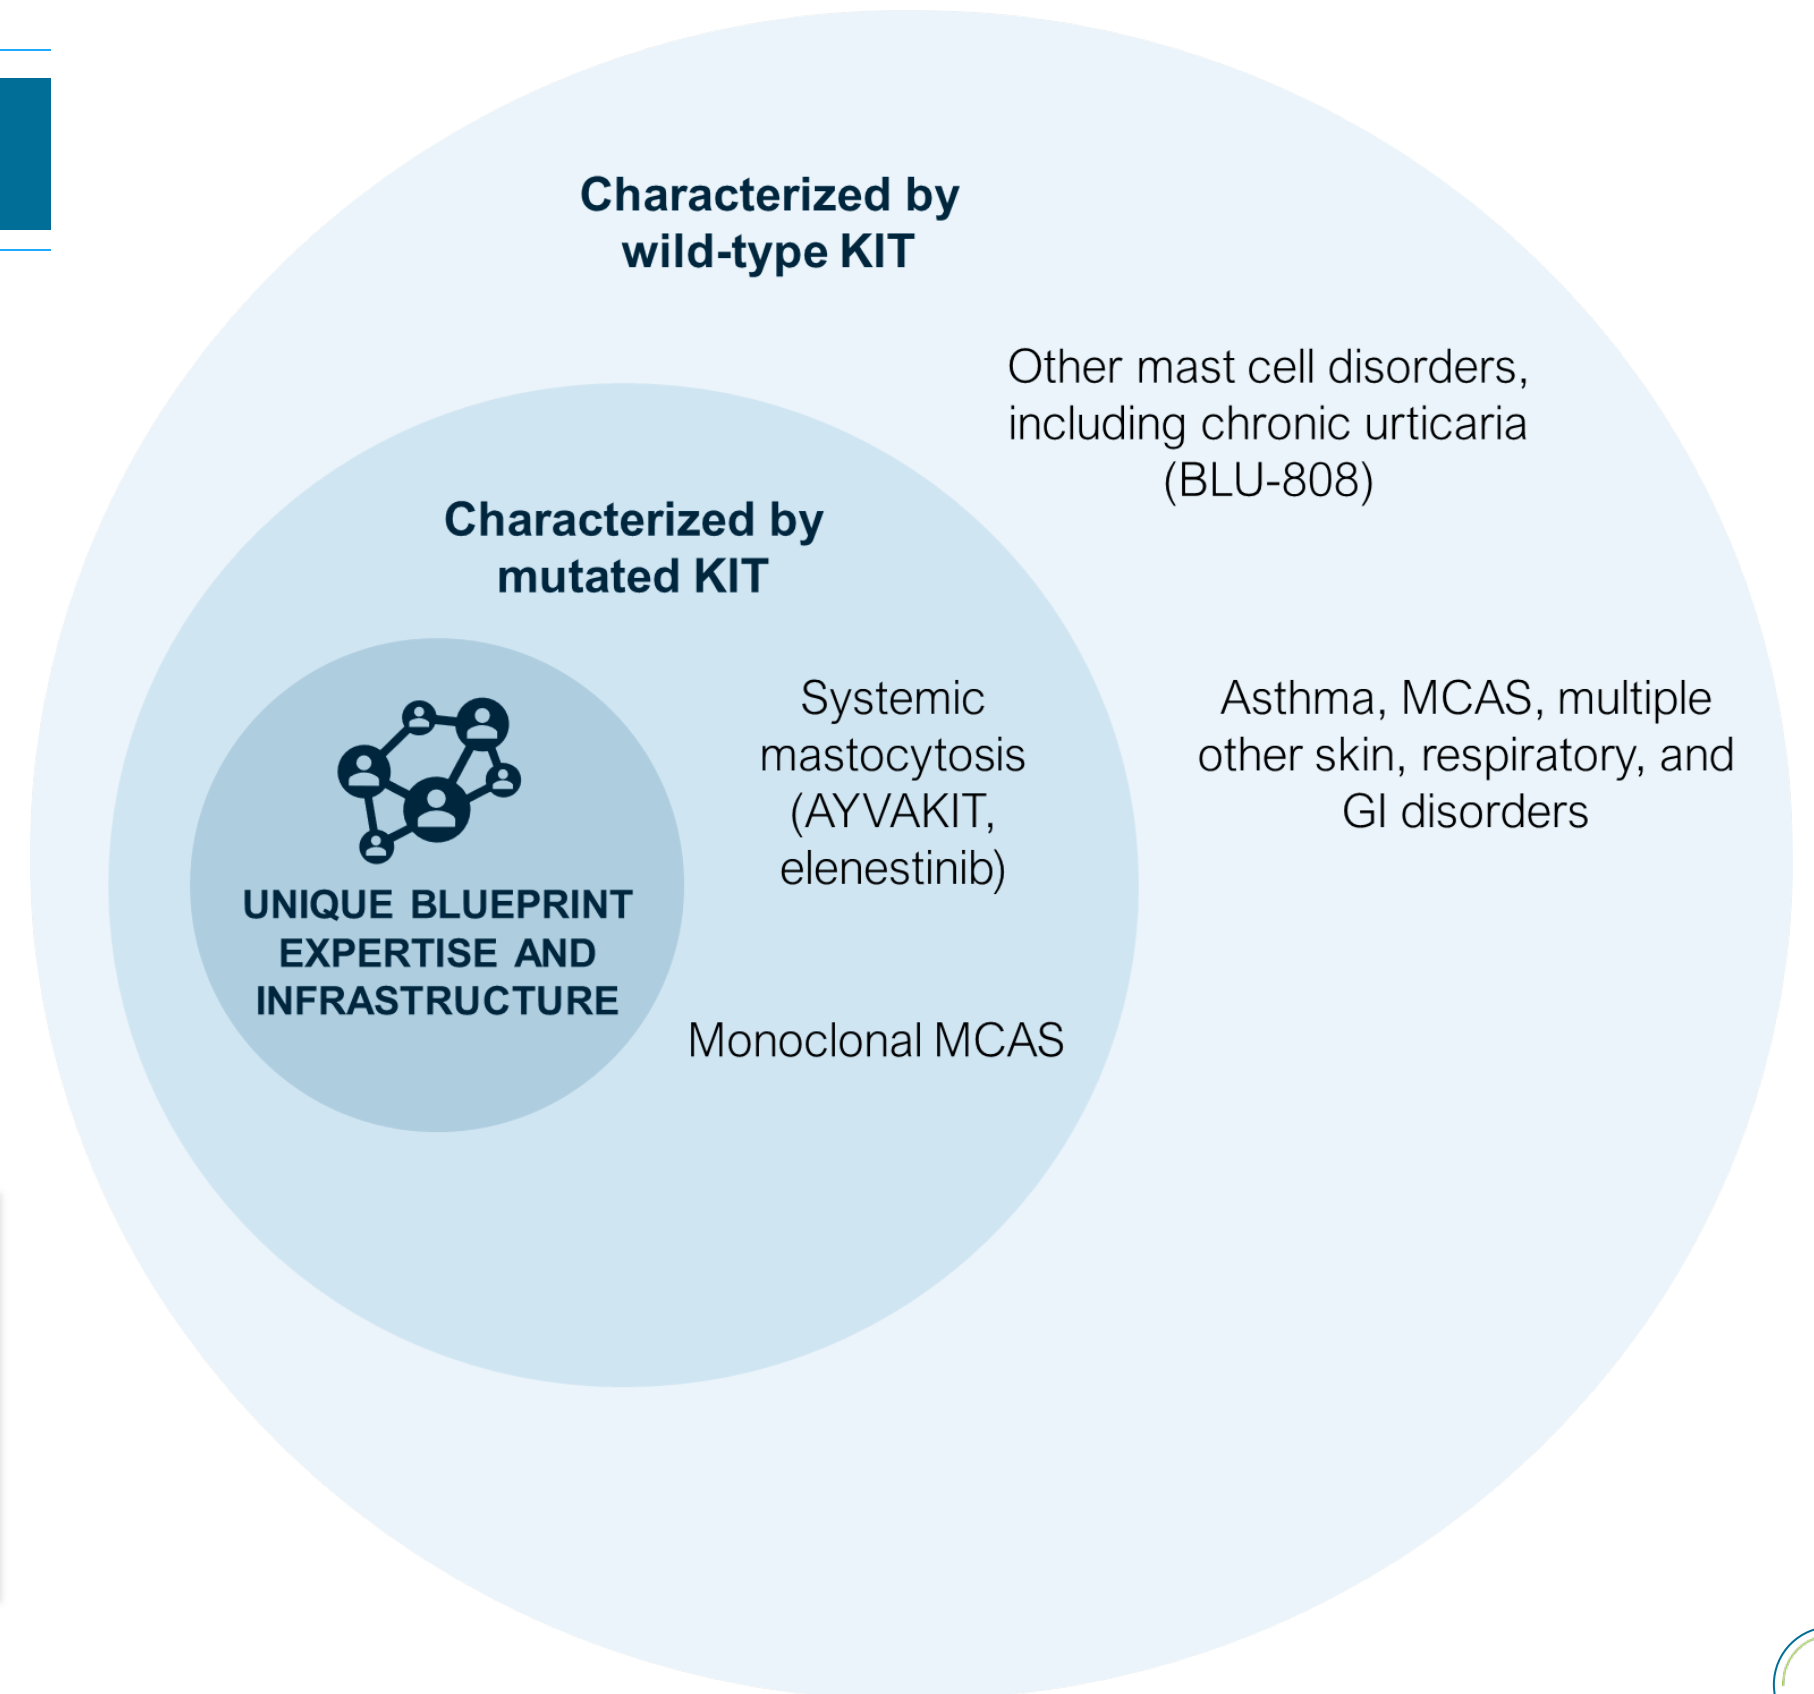 Characterized by
wild-type KIT
Other mast cell disorders,
including chronic urticaria
(BLU-808)
Characterized by
mutated KIT
Systemic
mastocytosis
(AYVAKIT,
elenestinib)
Asthma, MCAS, multiple
other skin, respiratory, and
GI disorders
UNIQUE BLUEPRINT
EXPERTISE AND
INFRASTRUCTURE
Monoclonal MCAS